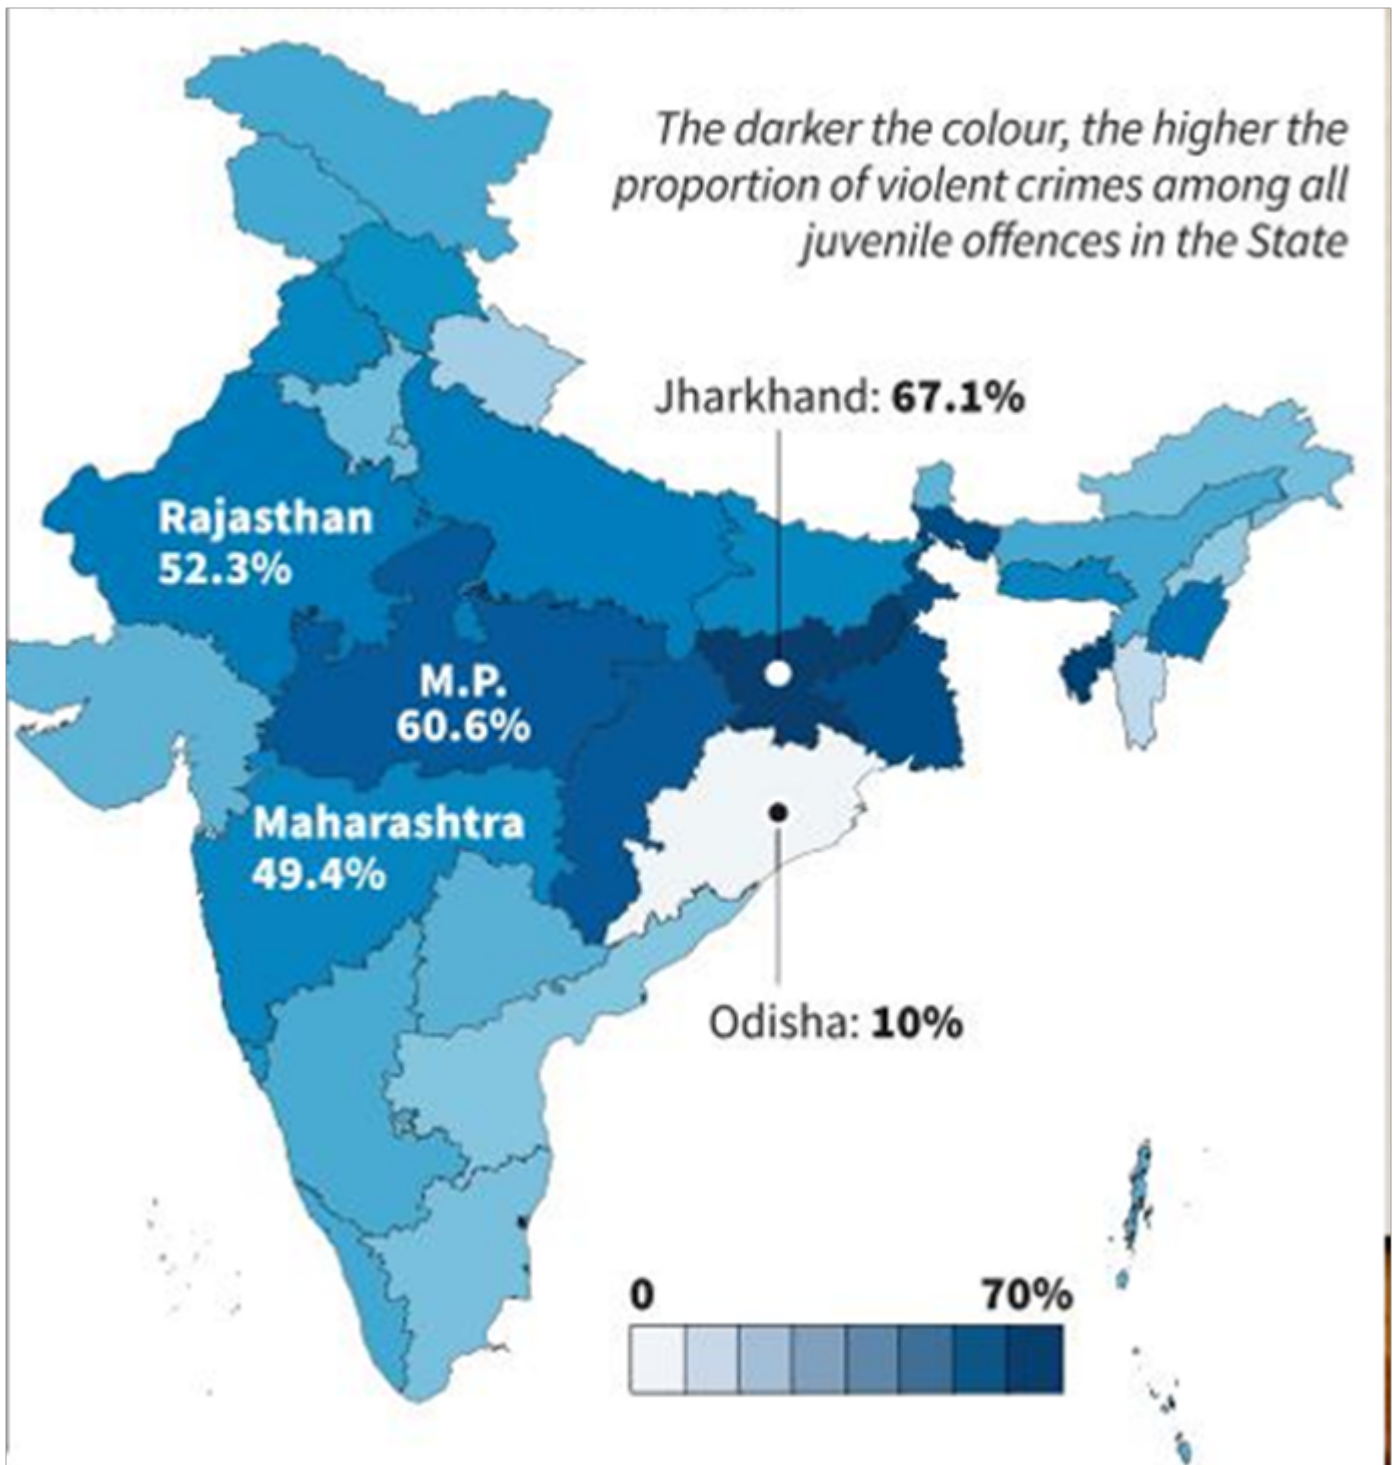 The darker the colour, the higher the
proportion of violent crimes among all
juvenile offences in the State
Jharkhand: 67.1%
Rajasthan
52.3%
M.P.
60.6%
Maharashtra
49.4%
Odisha: 10%
0 70%